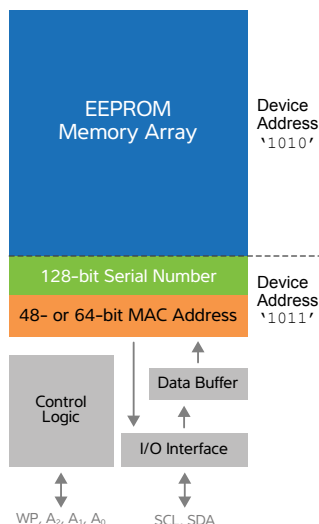 EEPROM
Memory Array
Device
Address
‘1010’
128-bit Serial Number
48- or 64-bit MAC Address
Device
Address
‘1011’
Control
Logic
Data Buffer
I/O Interface
WP, A₂, A₁, A₀
SCL, SDA